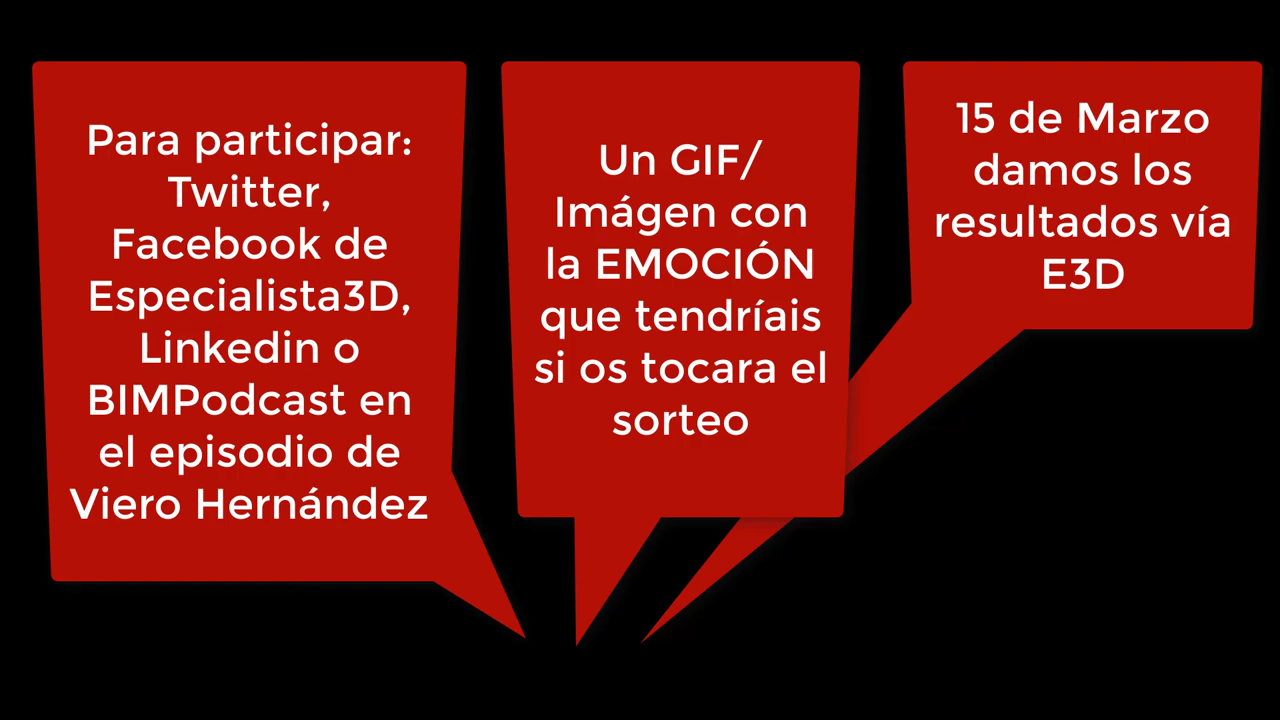 Para participar:
Twitter,
Facebook de
Especialista3D,
Linkedin o
BIMPodcast en
el episodio de
Viero Hernández
Un GIF/
Imágen con
la EMOCIÓN
que tendríais
si os tocara el
sorteo
15 de Marzo
damos los
resultados vía
E3D